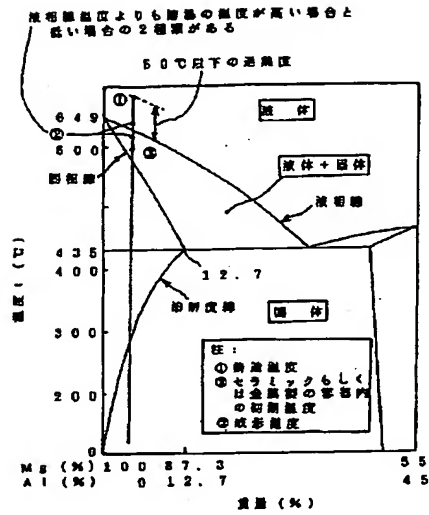 液相線温度よりも溶湯の温度が高い場合と
低い場合の2種類がある
50℃以下の過熱度
①
649
②
600
③
液体
固相線
液体+固体
液相線
435
400
12.7
溶解度線
固体
温度t(℃)
300
200
0
注:
①鋳造温度
③セラミックもしく
は金属製の容器内
の初期温度
②成形温度
Mg(%)100 87.3 55
Al(%) 0 12.7 45
重量(%)